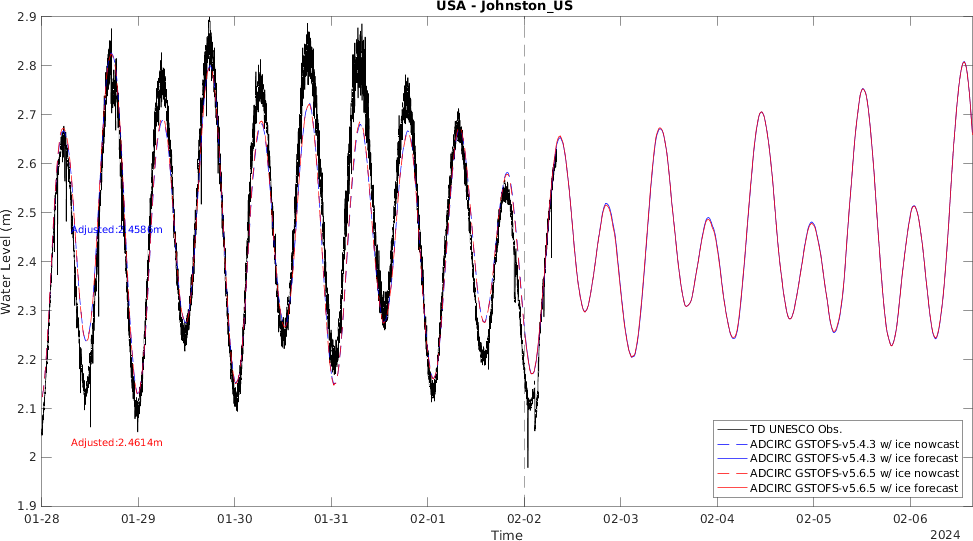 USA - Johnston_US
2.9
2.8
2.7
2.6
2.5
2.4
2.3
2.2
2.1
2
1.9
Water Level (m)
Adjusted:2.4586m
Adjusted:2.4614m
TD UNESCO Obs.
ADCIRC GSTOFS-v5.4.3 w/ ice nowcast
ADCIRC GSTOFS-v5.4.3 w/ ice forecast
ADCIRC GSTOFS-v5.6.5 w/ ice nowcast
ADCIRC GSTOFS-v5.6.5 w/ ice forecast
01-28 01-29 01-30 01-31 02-01 02-02 02-03 02-04 02-05 02-06
Time
2024